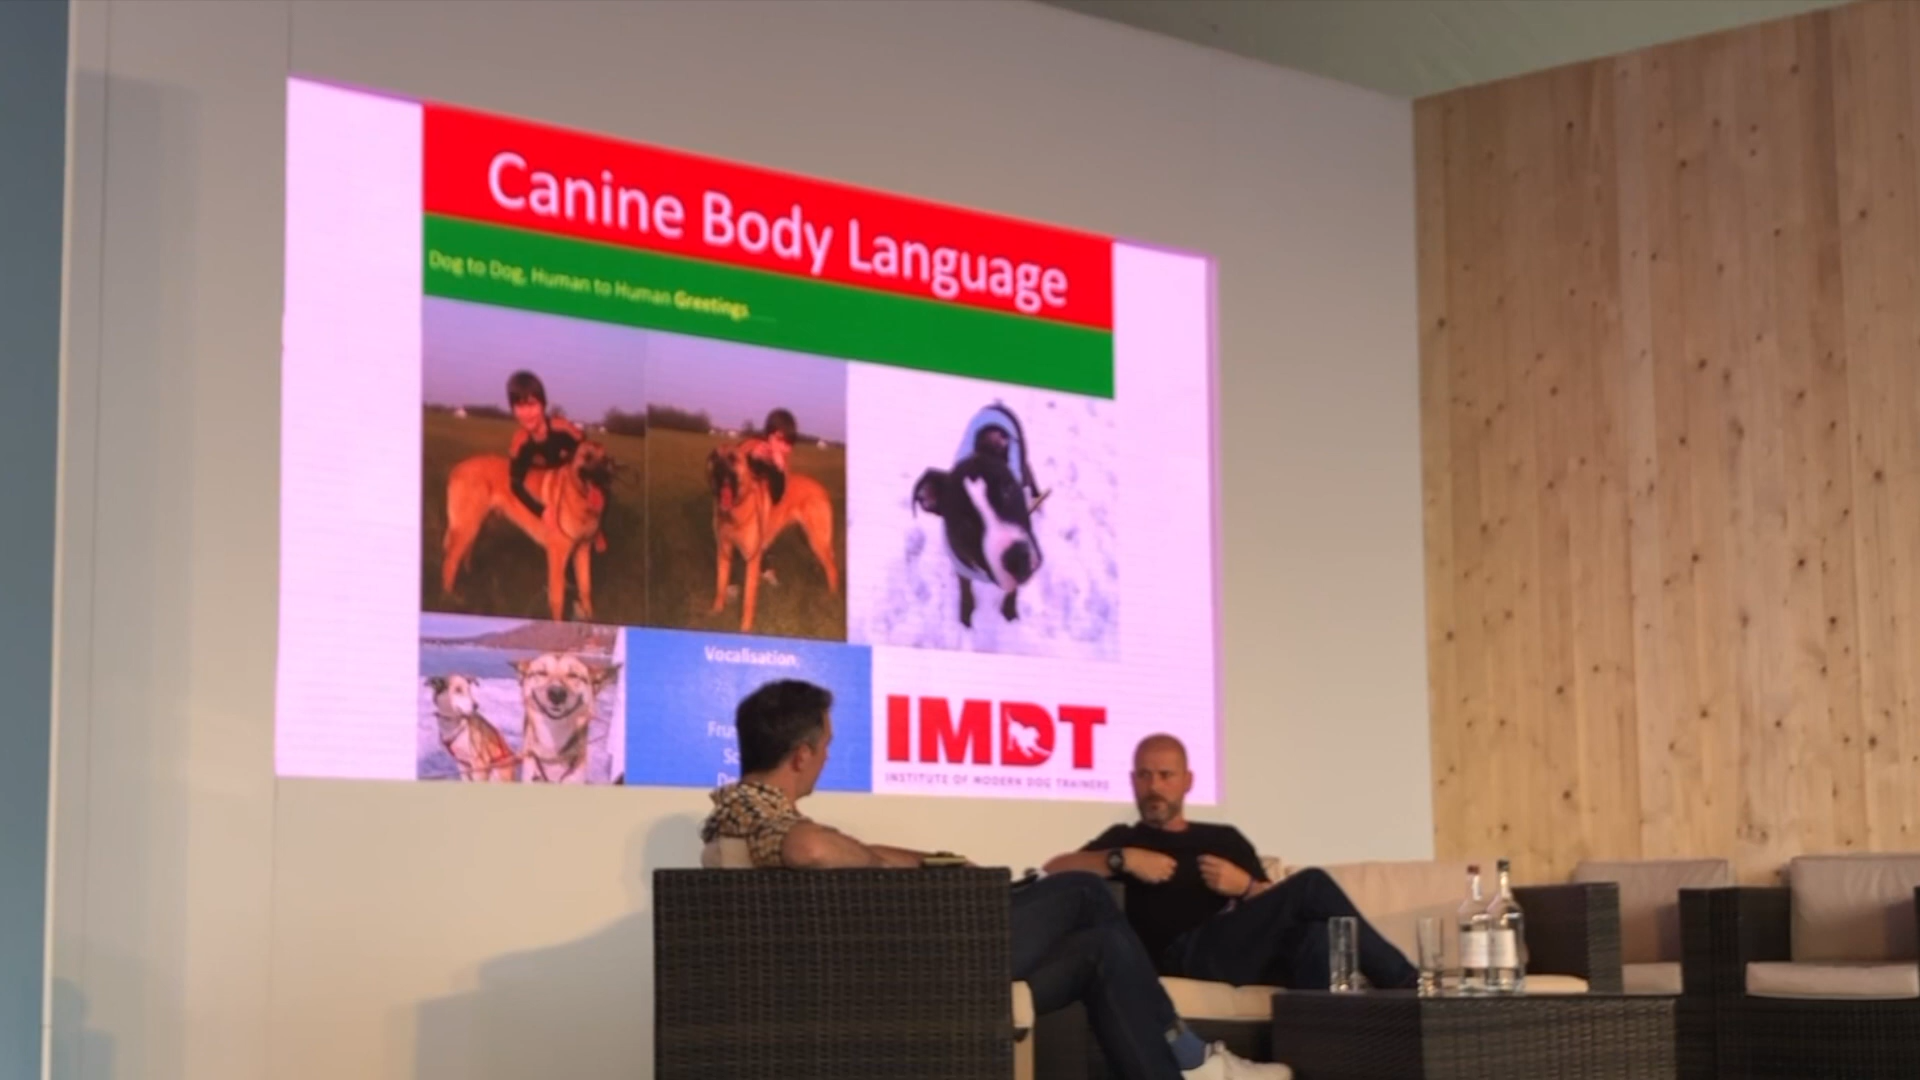 Canine Body Language
Dog to Dog, Human to Human Greetings
Vocalisation
IMDT
INSTITUTE OF MODERN DOG TRAINERS